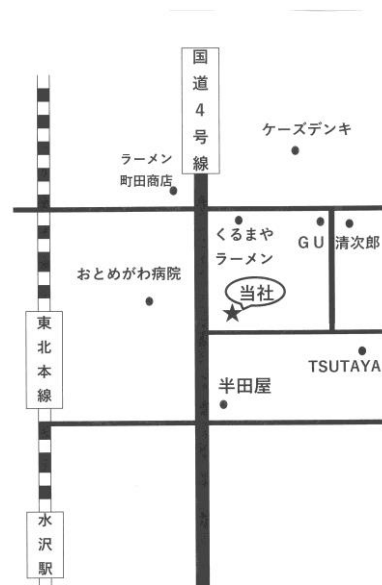 国道4号線
ケーズデンキ
ラーメン
町田商店
くるまや
ラーメン
GU
清次郎
おとめがわ病院
当社
東北本線
TSUTAYA
半田屋
水沢駅